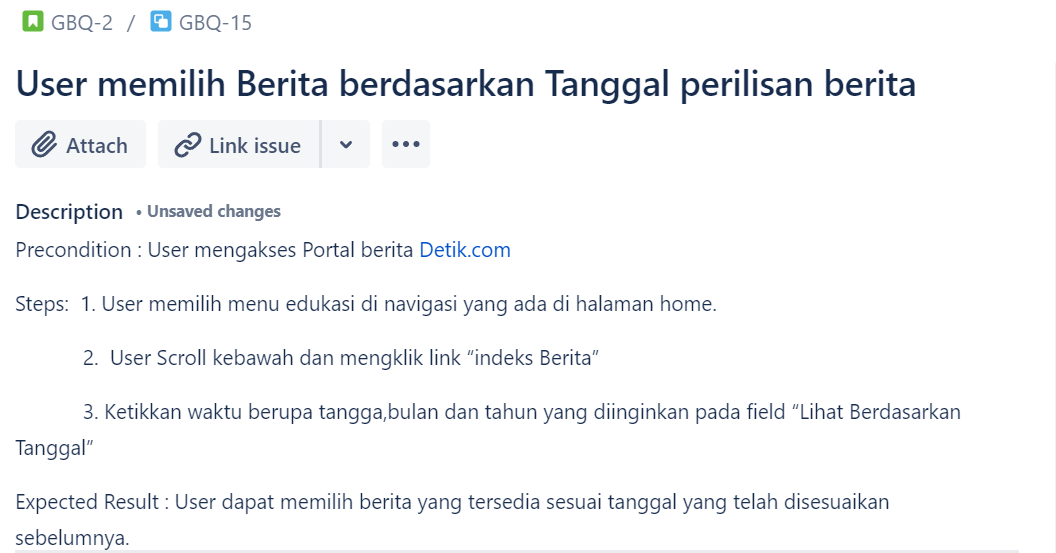 GBQ-2 / GBQ-15
User memilih Berita berdasarkan Tanggal perilisan berita
Attach Link issue
Description • Unsaved changes
Precondition : User mengakses Portal berita Detik.com
Steps: 1. User memilih menu edukasi di navigasi yang ada di halaman home.
2. User Scroll kebawah dan mengklik link “indeks Berita”
3. Ketikkan waktu berupa tangga,bulan dan tahun yang diinginkan pada field “Lihat Berdasarkan
Tanggal”
Expected Result : User dapat memilih berita yang tersedia sesuai tanggal yang telah disesuaikan
sebelumnya.